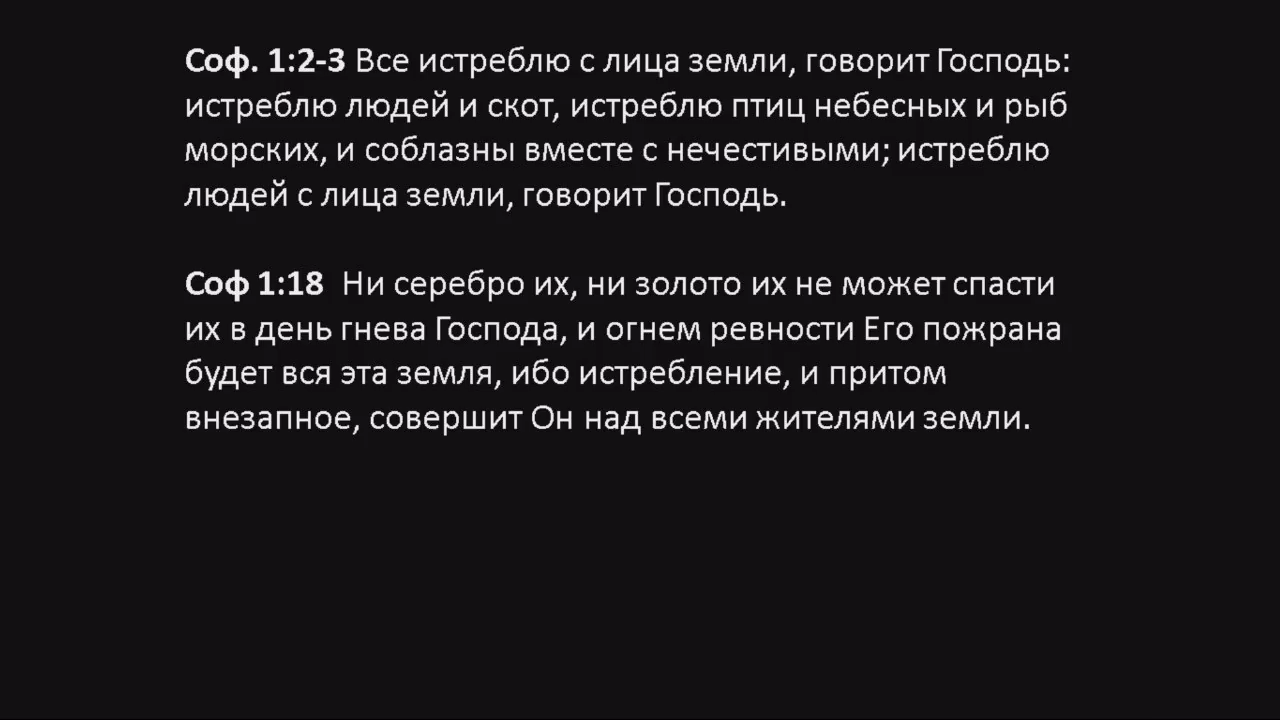 Соф. 1:2-3 Все истреблю с лица земли, говорит Господь:
истреблю людей и скот, истреблю птиц небесных и рыб
морских, и соблазны вместе с нечестивыми; истреблю
людей с лица земли, говорит Господь.
Соф 1:18 Ни серебро их, ни золото их не может спасти
их в день гнева Господа, и огнем ревности Его пожрана
будет вся эта земля, ибо истребление, и притом
внезапное, совершит Он над всеми жителями земли.